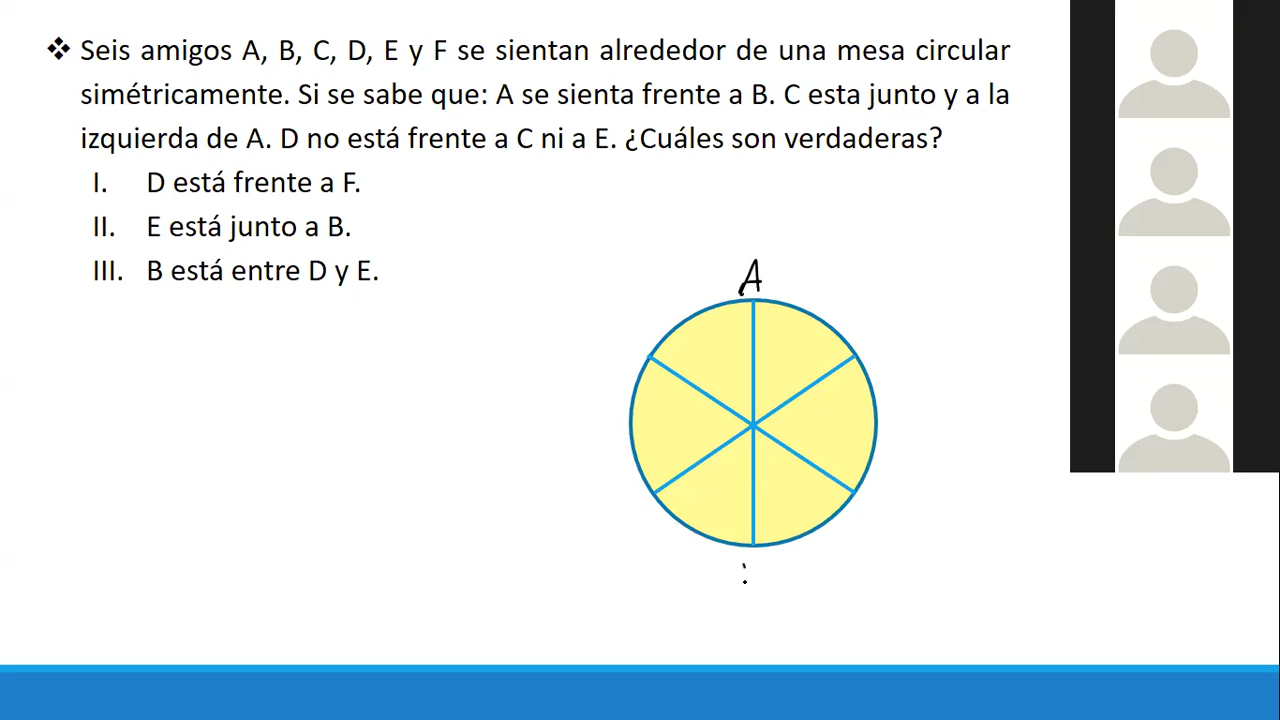 ❖ Seis amigos A, B, C, D, E y F se sientan alrededor de una mesa circular
simétricamente. Si se sabe que: A se sienta frente a B. C esta junto y a la
izquierda de A. D no está frente a C ni a E. ¿Cuáles son verdaderas?
I. D está frente a F.
II. E está junto a B.
III. B está entre D y E.
A